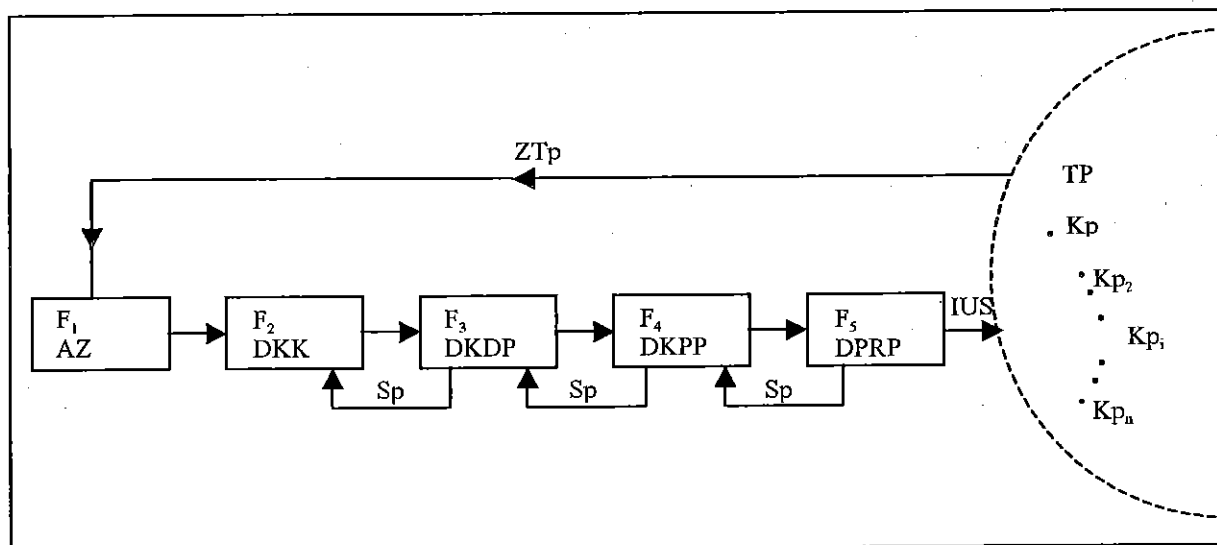 ZTp
TP
Kp
Kp₂
Kpᵢ
Kpₙ
F₁
AZ
F₂
DKK
F₃
DKDP
F₄
DKPP
F₅
DPRP
IUS
Sp
Sp
Sp